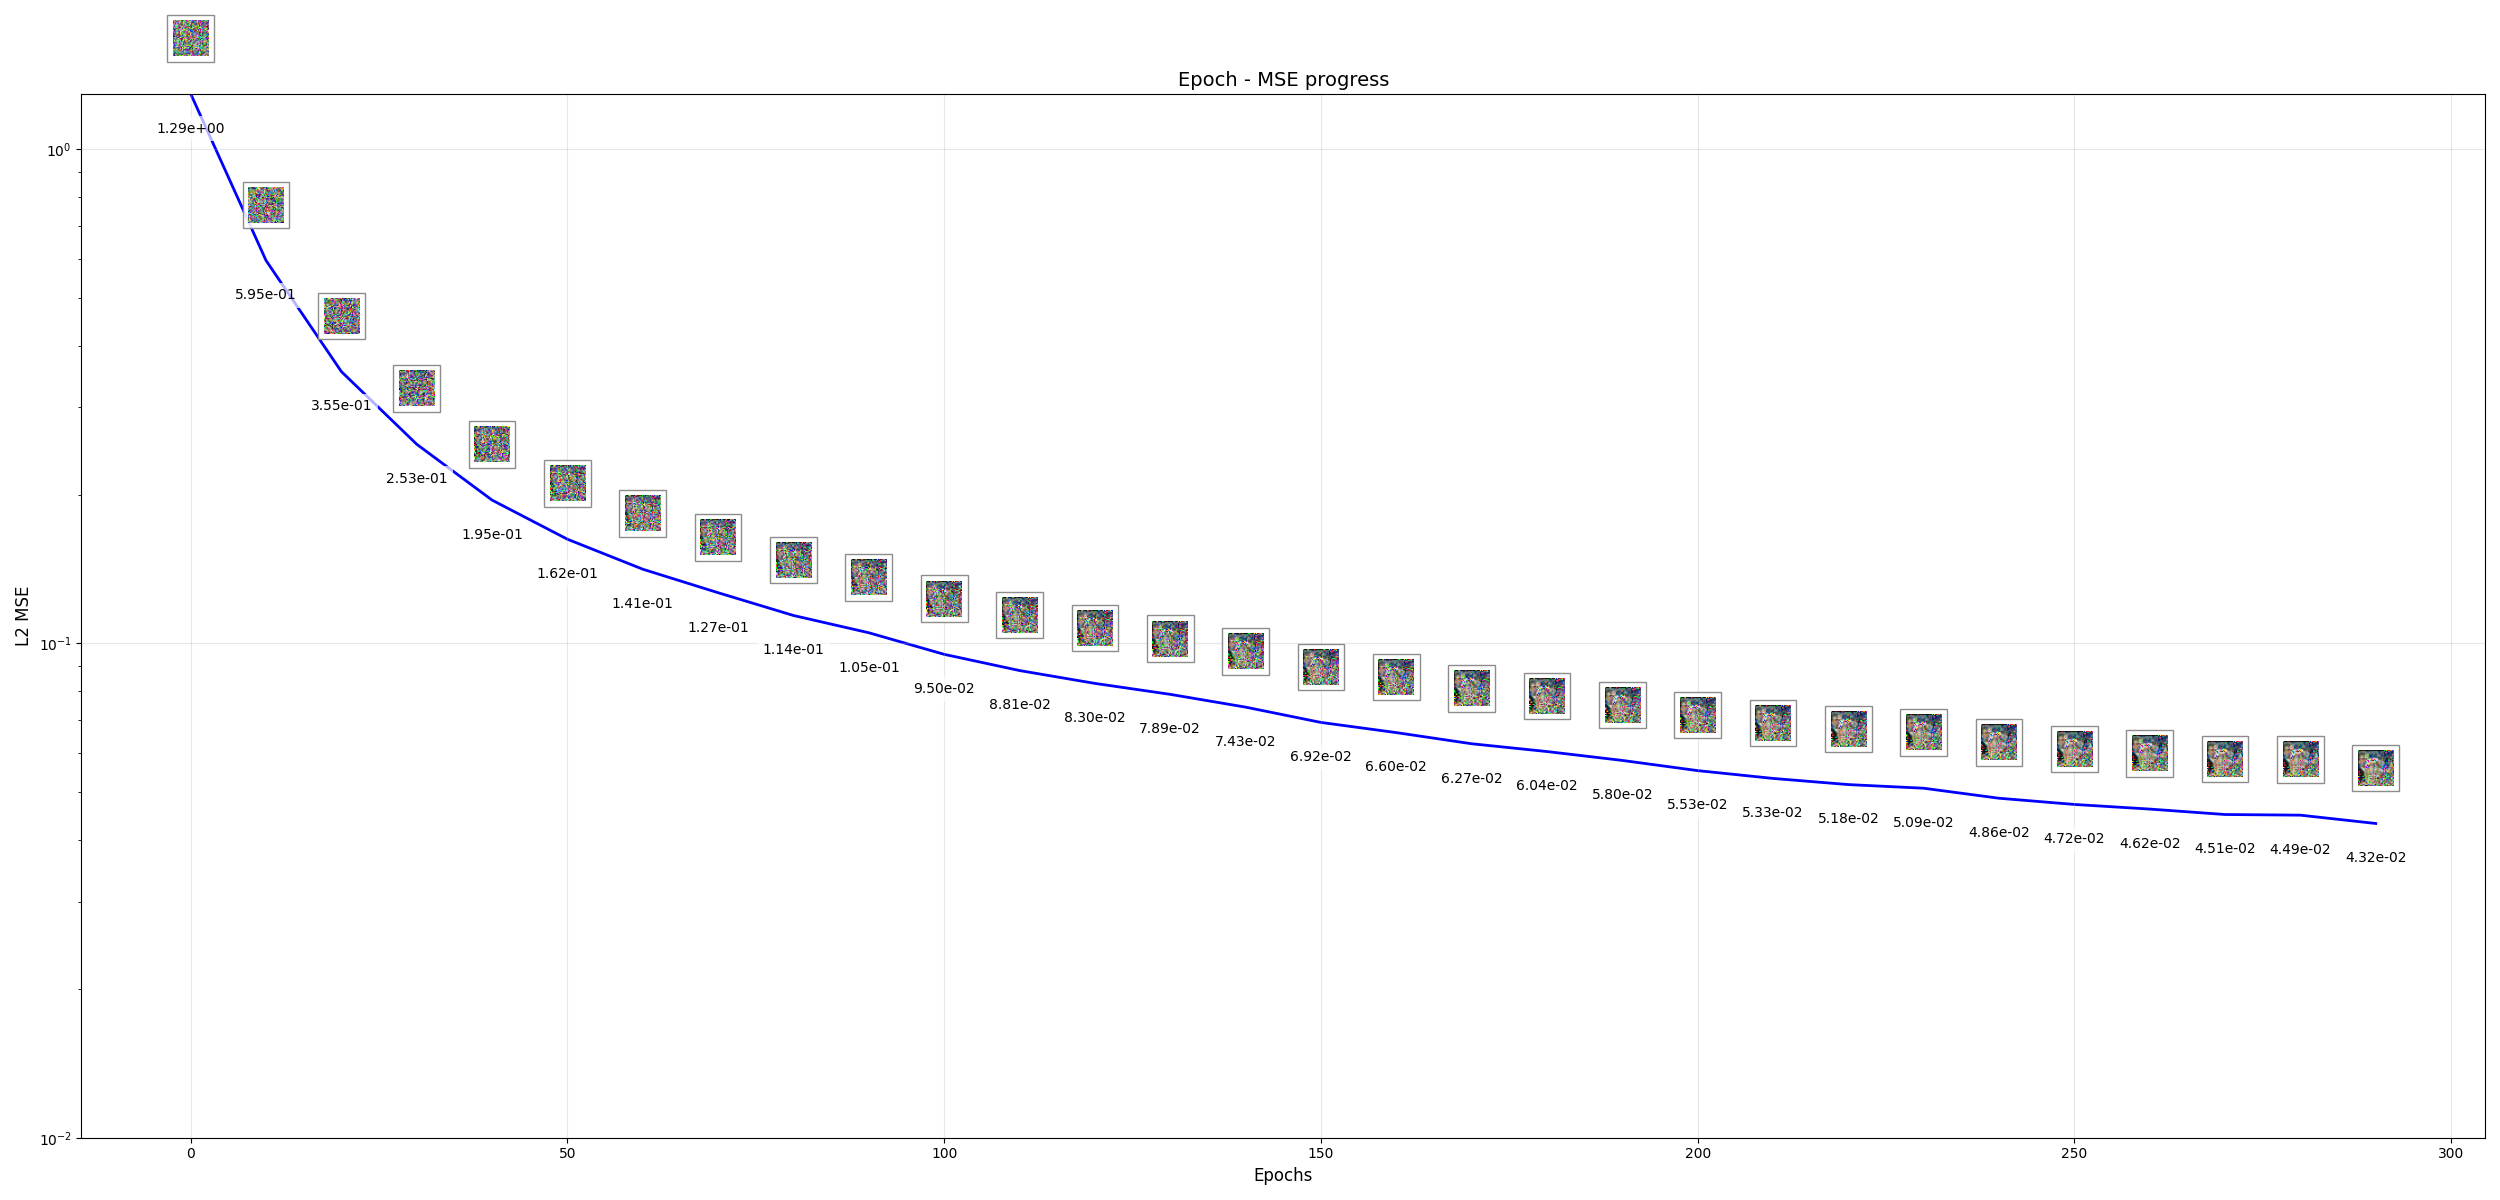 Epoch - MSE progress
L2 MSE
10⁰
10⁻¹
10⁻²
1.29e+00
5.95e-01
3.55e-01
2.53e-01
1.95e-01
1.62e-01
1.41e-01
1.27e-01
1.14e-01
1.05e-01
9.50e-02
8.81e-02
8.30e-02
7.89e-02
7.43e-02
6.92e-02
6.60e-02
6.27e-02
6.04e-02
5.80e-02
5.53e-02
5.33e-02
5.18e-02
5.09e-02
4.86e-02
4.72e-02
4.62e-02
4.51e-02
4.49e-02
4.32e-02
0 50 100 150 200 250 300
Epochs